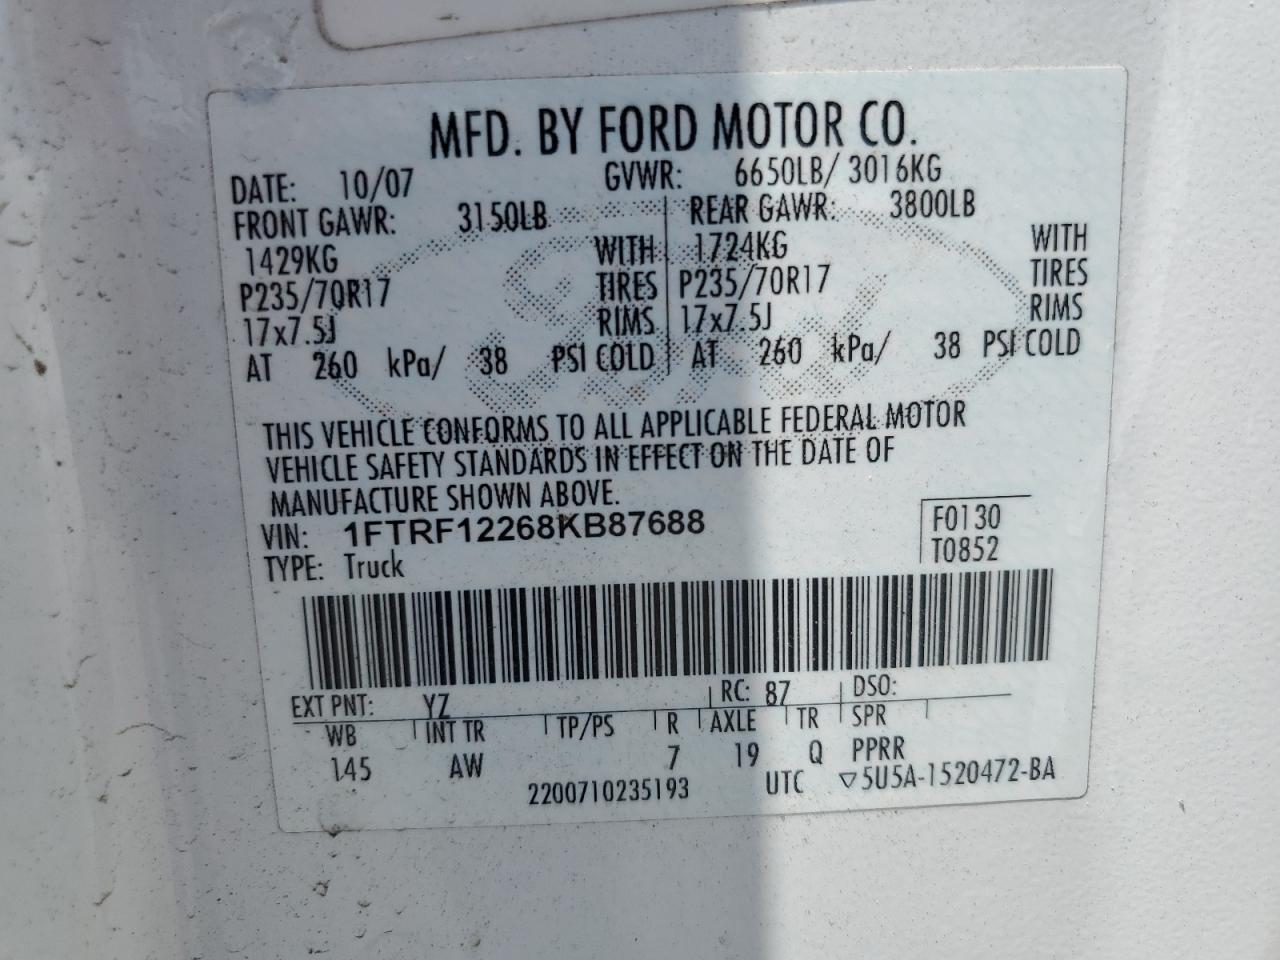 MFD. BY FORD MOTOR CO.
DATE: 10/07 GVWR: 6650LB/ 3016KG
FRONT GAWR: 3150LB REAR GAWR: 3800LB
1429KG WITH 1724KG WITH
P235/70R17 TIRES P235/70R17 TIRES
17x7.5J RIMS 17x7.5J RIMS
AT 260 kPa/ 38 PSI COLD AT 260 kPa/ 38 PSI COLD
THIS VEHICLE CONFORMS TO ALL APPLICABLE FEDERAL MOTOR
VEHICLE SAFETY STANDARDS IN EFFECT ON THE DATE OF
MANUFACTURE SHOWN ABOVE.
VIN: 1FTRF12268KB87688 F0130
TYPE: Truck T0852
EXT PNT: YZ RC: 87 DSO:
WB INT TR TP/PS R AXLE TR SPR
145 AW 7 19 Q PPRR
2200710235193 UTC ▽5U5A-1520472-BA